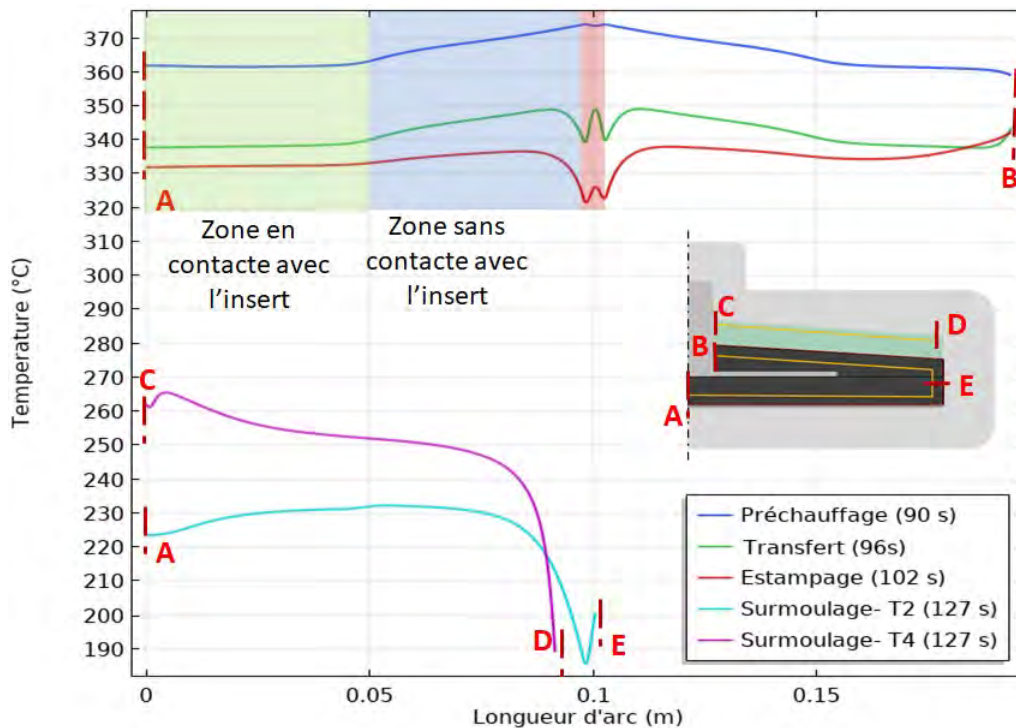 370
360
350
340
330
320
310
300
290
280
270
260
250
240
230
220
210
200
190
Temperature (°C)
A
B
Zone en
contacte avec
l'insert
Zone sans
contacte avec
l'insert
C
D
B
E
A
C
A
D
E
Préchauffage (90 s)
Transfert (96s)
Estampage (102 s)
Surmoulage- T2 (127 s)
Surmoulage- T4 (127 s)
0
0.05
0.1
0.15
Longueur d'arc (m)